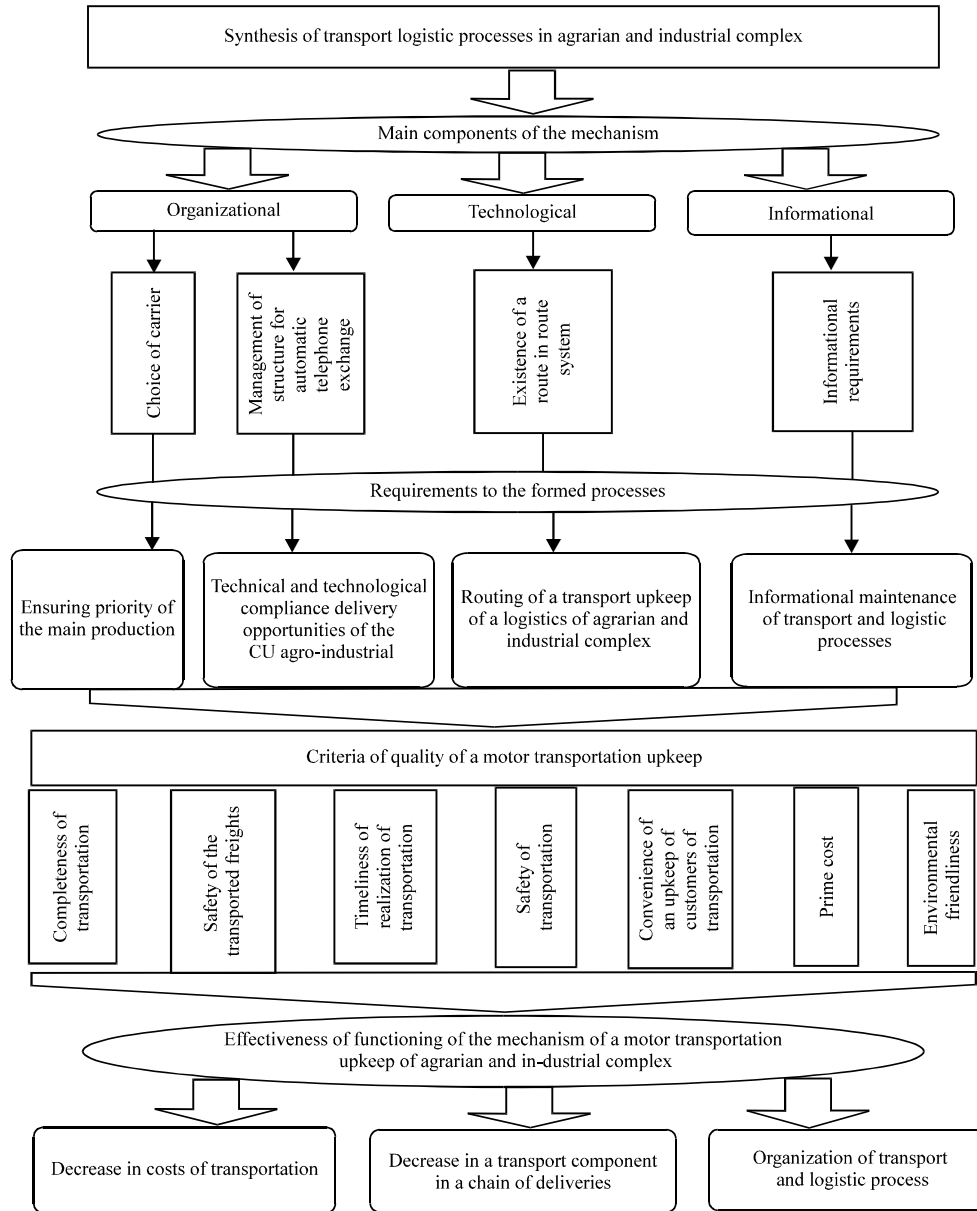 Synthesis of transport logistic processes in agrarian and industrial complex
Main components of the mechanism
Organizational
Technological
Informational
Choice of carrier
Management of
structure for
automatic
telephone
exchange
Existence of a
route in route
system
Informational
requirements
Requirements to the formed processes
Ensuring priority of
the main production
Technical and technological
compliance delivery
opportunities of the
CU agro-industrial
Routing of a transport upkeep
of a logistics of agrarian and
industrial complex
Informational maintenance
of transport and logistic
processes
Criteria of quality of a motor transportation upkeep
Completeness of
transportation
Safety of the
transported freights
Timeliness of
realization of
transportation
Safety of
transportation
Convenience of
an upkeep of
customers of
transportation
Prime cost
Environmental
friendliness
Effectiveness of functioning of the mechanism of a motor transportation
upkeep of agrarian and in-dustrial complex
Decrease in costs of transportation
Decrease in a transport component
in a chain of deliveries
Organization of transport
and logistic process